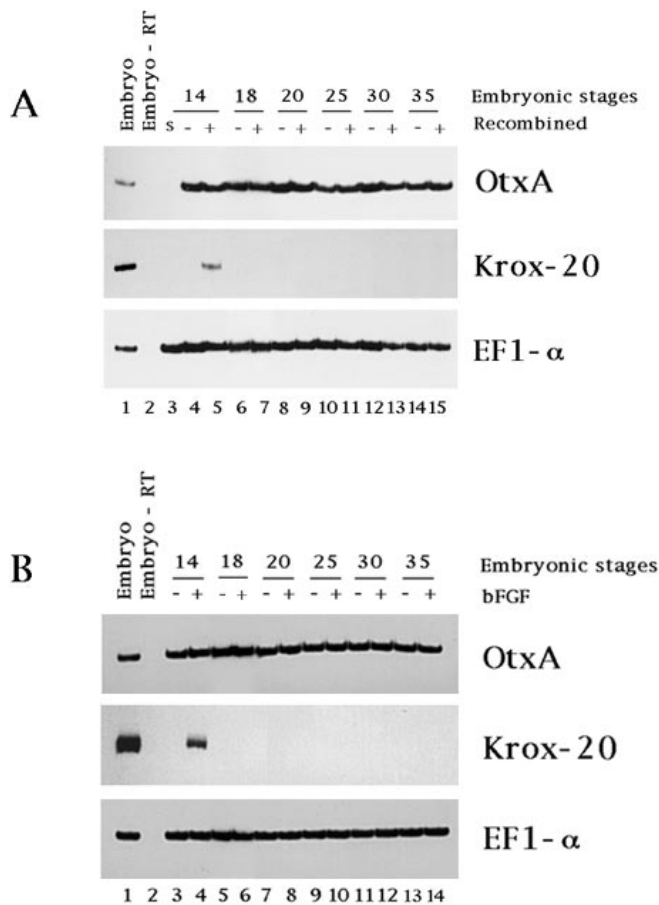 A
Embryo
Embryo - RT
14 18 20 25 30 35 Embryonic stages
s - + - + - + - + - + - + Recombined
OtxA
Krox-20
EF1- α
1 2 3 4 5 6 7 8 9 10 11 12 13 14 15
B
Embryo
Embryo - RT
14 18 20 25 30 35 Embryonic stages
- + - + - + - + - + - + bFGF
OtxA
Krox-20
EF1- α
1 2 3 4 5 6 7 8 9 10 11 12 13 14